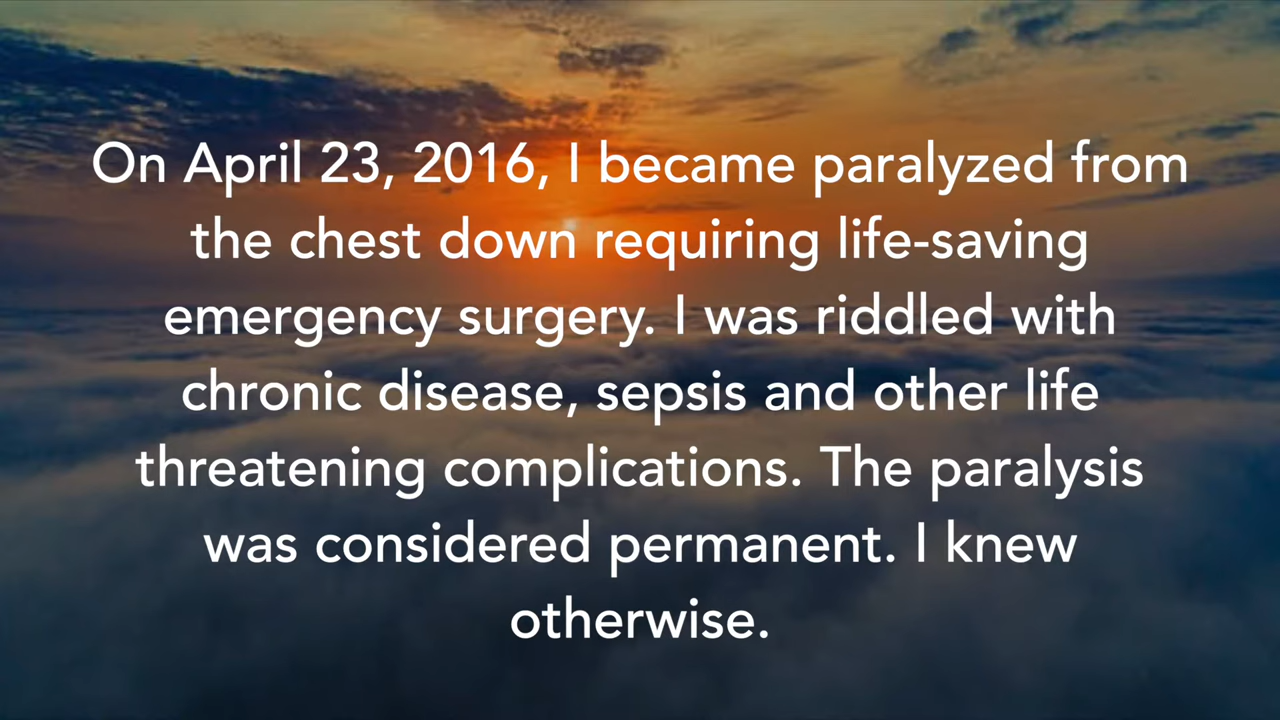 On April 23, 2016, I became paralyzed from
the chest down requiring life-saving
emergency surgery. I was riddled with
chronic disease, sepsis and other life
threatening complications. The paralysis
was considered permanent. I knew
otherwise.